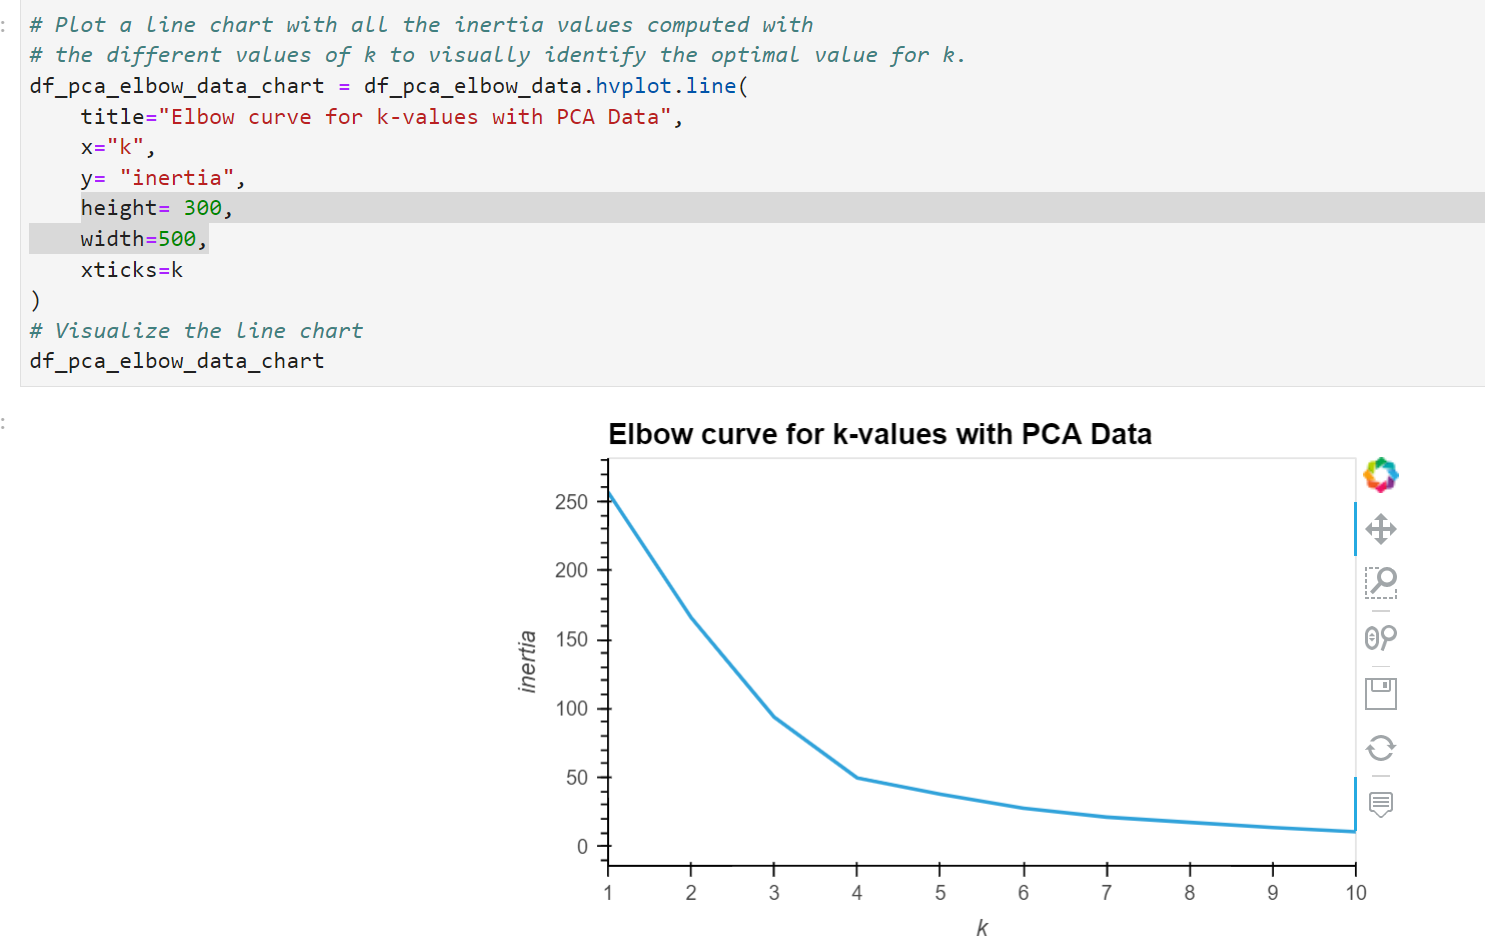 :
# Plot a line chart with all the inertia values computed with
# the different values of k to visually identify the optimal value for k.
df_pca_elbow_data_chart = df_pca_elbow_data.hvplot.line(
    title="Elbow curve for k-values with PCA Data",
    x="k",
    y= "inertia",
    height= 300,
    width=500,
    xticks=k
)
# Visualize the line chart
df_pca_elbow_data_chart
:
Elbow curve for k-values with PCA Data
250
200
150
100
50
0
inertia
1 2 3 4 5 6 7 8 9 10
k